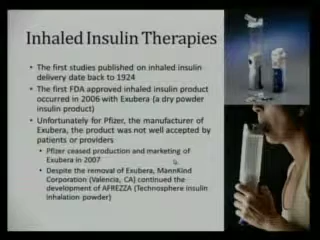 Inhaled Insulin Therapies
• The first studies published on inhaled insulin
delivery date back to 1924
• The first FDA approved inhaled insulin product
occurred in 2006 with Exubera (a dry powder
insulin product)
• Unfortunately for Pfizer, the manufacturer of
Exubera, the product was not well accepted by
patients or providers
• Pfizer ceased production and marketing of
Exubera in 2007
• Despite the removal of Exubera, MannKind
Corporation (Valencia, CA) continued the
development of AFREZZA (Technosphere insulin
inhalation powder)